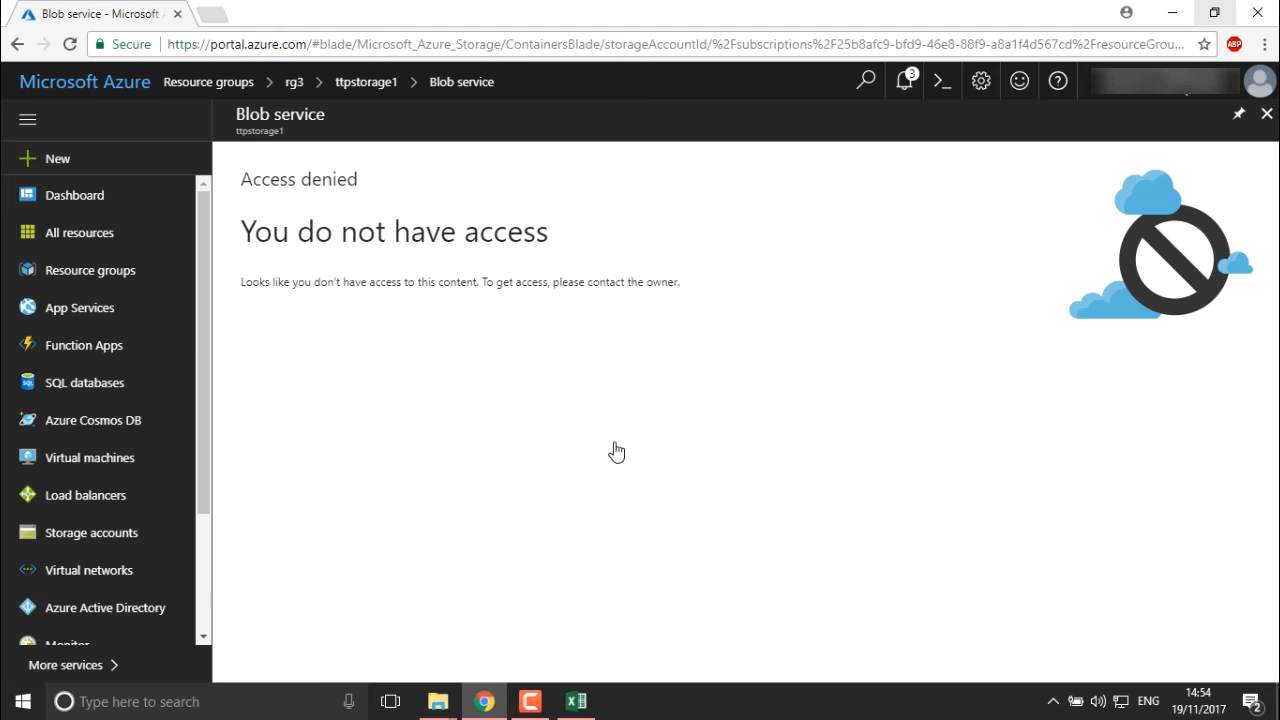 Blob service - Microsoft A
Secure
https://portal.azure.com/#blade/Microsoft_Azure_Storage/ContainersBlade/storageAccountId/%2Fsubscriptions%2F25b8afc9-bfd9-46e8-88f9-a8a1f4d567cd%2FresourceGrou...
ABP
Microsoft Azure Resource groups > rg3 > ttpstorage1 > Blob service
3
Blob service
ttpstorage1
New
Dashboard
All resources
Resource groups
App Services
Function Apps
SQL databases
Azure Cosmos DB
Virtual machines
Load balancers
Storage accounts
Virtual networks
Azure Active Directory
Monitor
More services >
Access denied
You do not have access
Looks like you don't have access to this content. To get access, please contact the owner.
Type here to search
ENG
14:54
19/11/2017
2